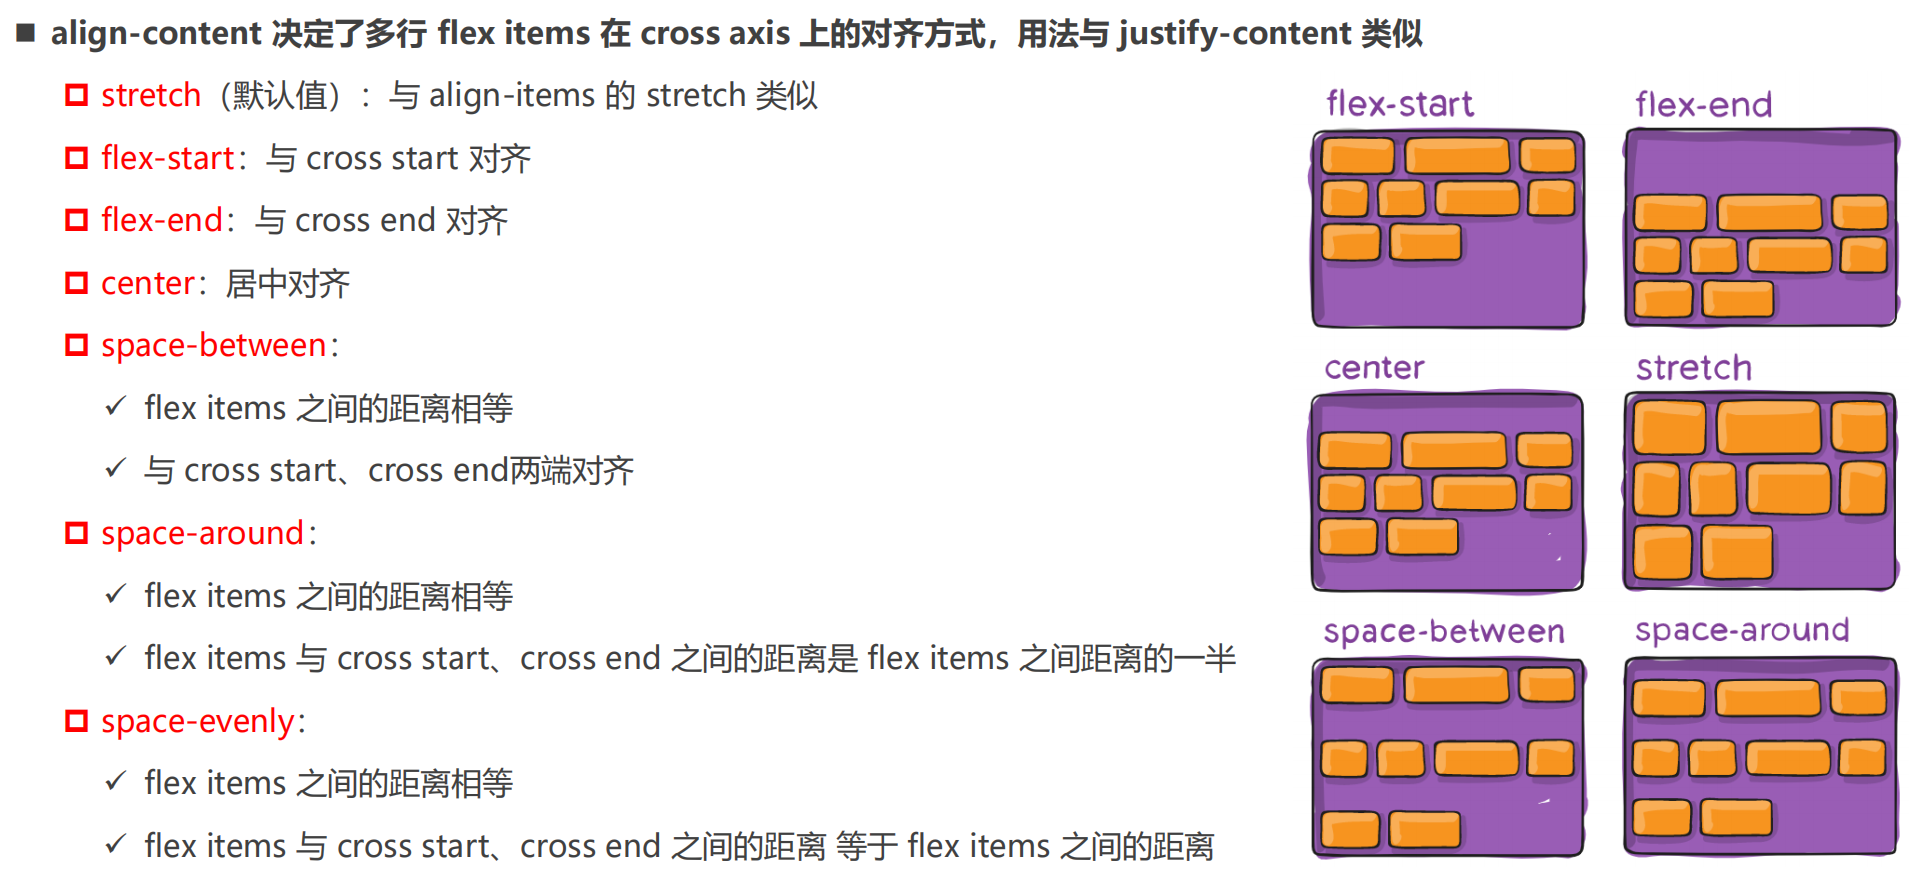 align-content 决定了多行 flex items 在 cross axis 上的对齐方式，用法与 justify-content 类似
stretch（默认值）：与 align-items 的 stretch 类似
flex-start：与 cross start 对齐
flex-end：与 cross end 对齐
center：居中对齐
space-between：
flex items 之间的距离相等
与 cross start、cross end两端对齐
space-around：
flex items 之间的距离相等
flex items 与 cross start、cross end 之间的距离是 flex items 之间距离的一半
space-evenly：
flex items 之间的距离相等
flex items 与 cross start、cross end 之间的距离 等于 flex items 之间的距离
flex-start
flex-end
center
stretch
space-between
space-around